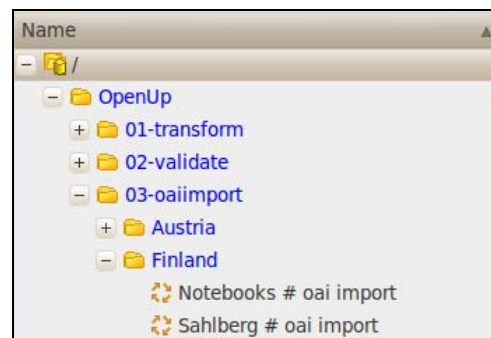 Name
/
OpenUp
01-transform
02-validate
03-oaiimport
Austria
Finland
Notebooks # oai import
Sahlberg # oai import